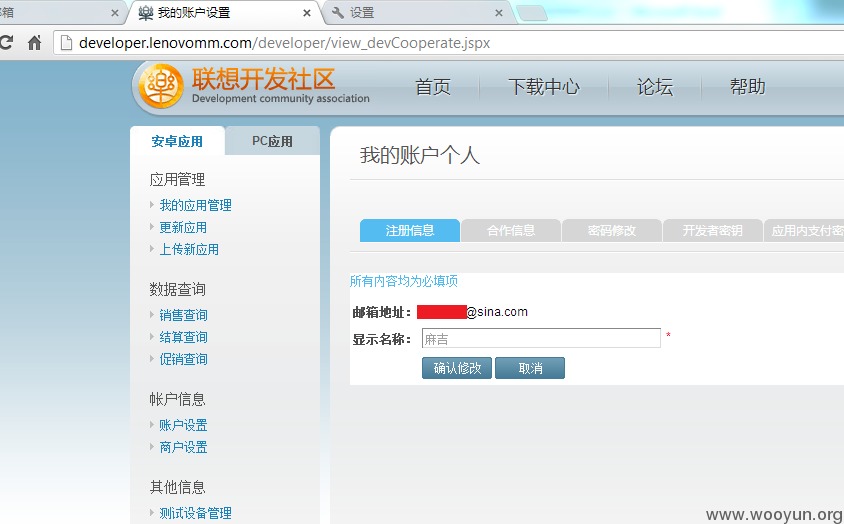 邮箱
我的账户设置
设置
developer.lenovomm.com/developer/view_devCooperate.jspx
联想开发社区
Development community association
首页
下载中心
论坛
帮助
安卓应用
PC应用
应用管理
我的应用管理
更新应用
上传新应用
数据查询
销售查询
结算查询
促销查询
帐户信息
账户设置
商户设置
其他信息
测试设备管理
我的账户个人
注册信息
合作信息
密码修改
开发者密钥
应用内支付密
所有内容均为必填项
邮箱地址：@sina.com
显示名称：麻吉 *
确认修改
取消
www.wooyun.org